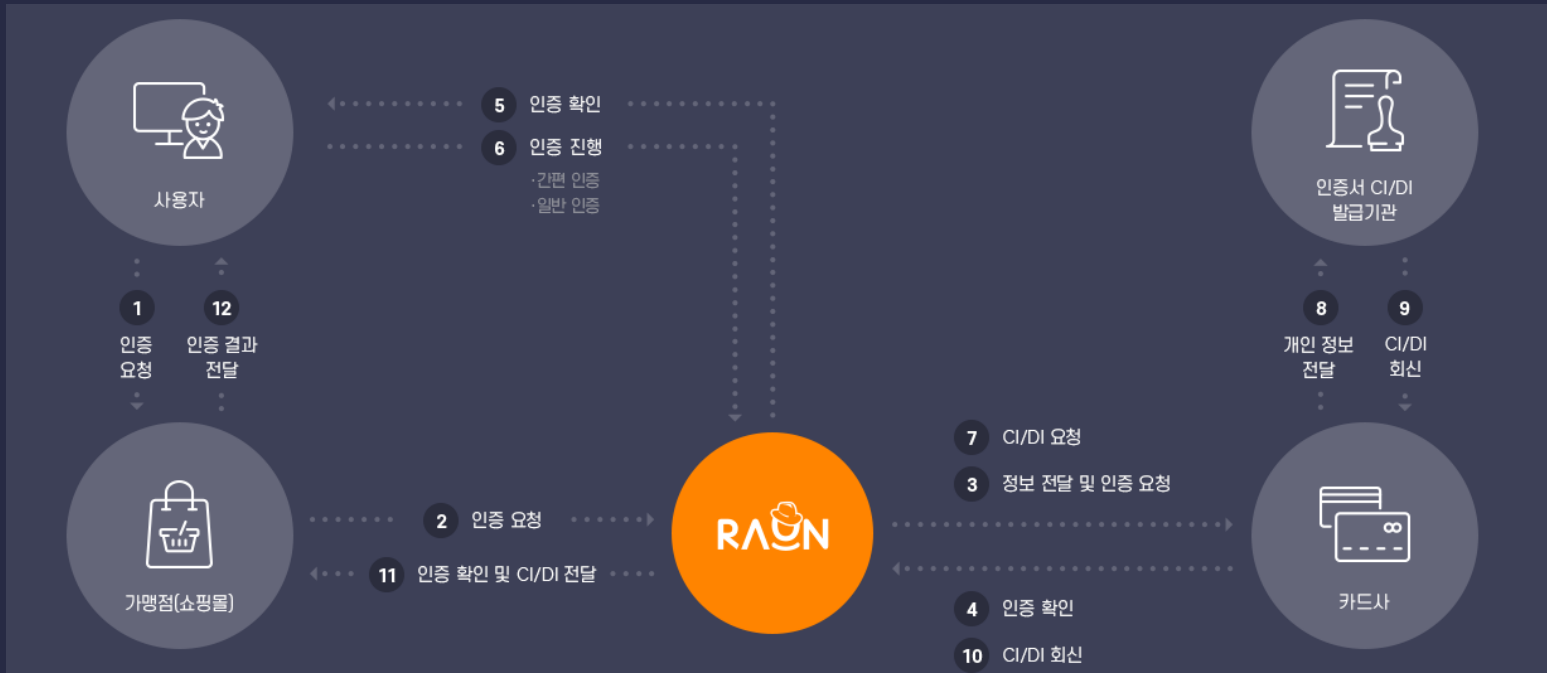 사용자
5 인증 확인
6 인증 진행
·간편 인증
·일반 인증
인증서 CI/DI
발급기관
1
인증
요청
12
인증 결과
전달
8
개인 정보
전달
9
CI/DI
회신
가맹점(쇼핑몰)
2 인증 요청
11 인증 확인 및 CI/DI 전달
RAUN
7 CI/DI 요청
3 정보 전달 및 인증 요청
4 인증 확인
10 CI/DI 회신
카드사